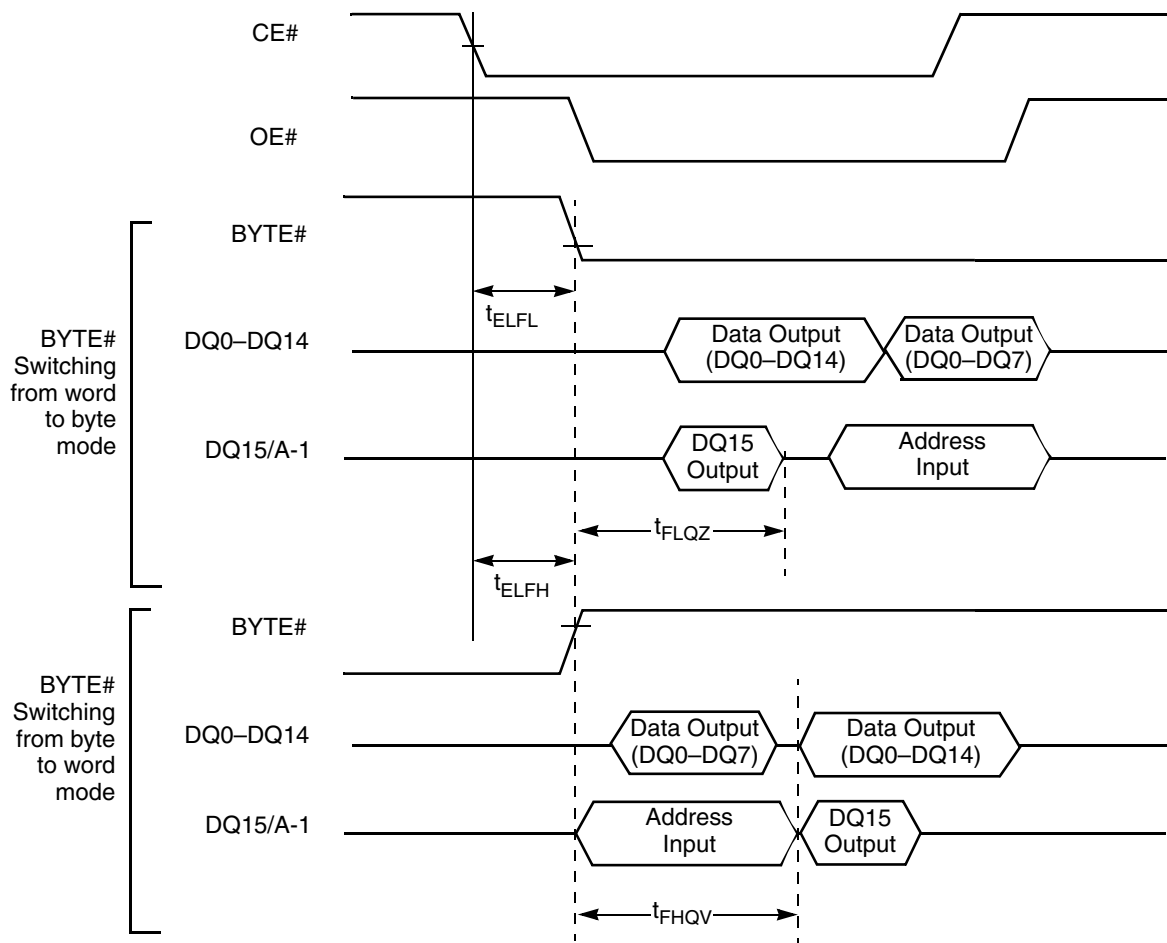 CE#
OE#
BYTE#
tELFL
BYTE#
Switching
from word
to byte
mode
DQ0–DQ14
Data Output
(DQ0–DQ14)
Data Output
(DQ0–DQ7)
DQ15/A-1
DQ15
Output
Address
Input
tFLQZ
tELFH
BYTE#
BYTE#
Switching
from byte
to word
mode
DQ0–DQ14
Data Output
(DQ0–DQ7)
Data Output
(DQ0–DQ14)
DQ15/A-1
Address
Input
DQ15
Output
tFHQV